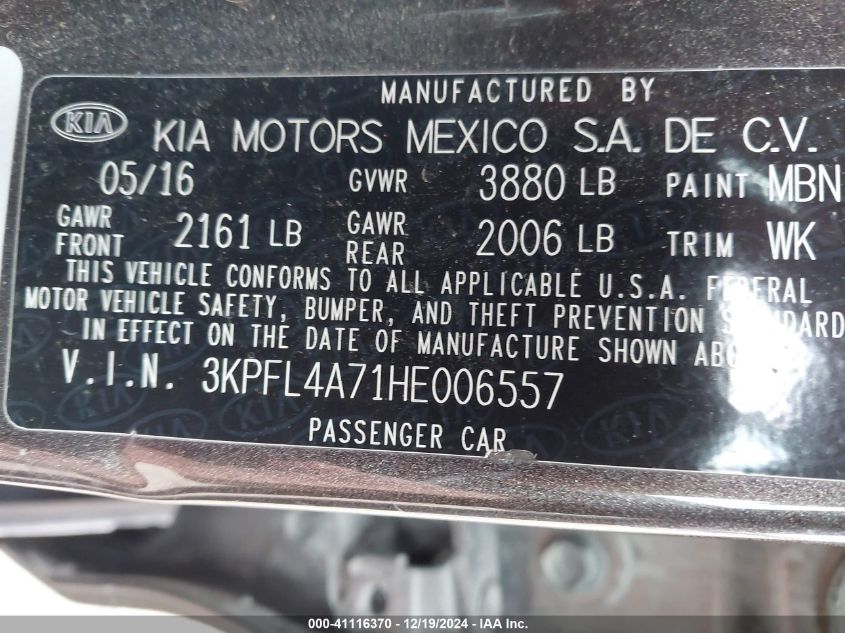 MANUFACTURED BY
KIA KIA MOTORS MEXICO S.A. DE C.V.
05/16 GVWR 3880 LB PAINT MBN
GAWR FRONT 2161 LB GAWR REAR 2006 LB TRIM WK
THIS VEHICLE CONFORMS TO ALL APPLICABLE U.S.A. FEDERAL
MOTOR VEHICLE SAFETY, BUMPER, AND THEFT PREVENTION STANDARD
IN EFFECT ON THE DATE OF MANUFACTURE SHOWN
V.I.N. 3KPFL4A71HE006557
PASSENGER CAR
000-41116370 - 12/19/2024 - IAA Inc.